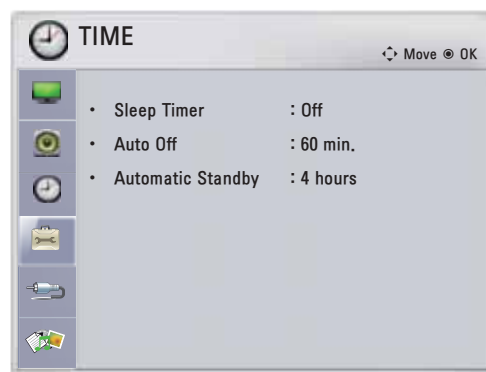 TIME
Move OK
• Sleep Timer : Off
• Auto Off : 60 min.
• Automatic Standby : 4 hours